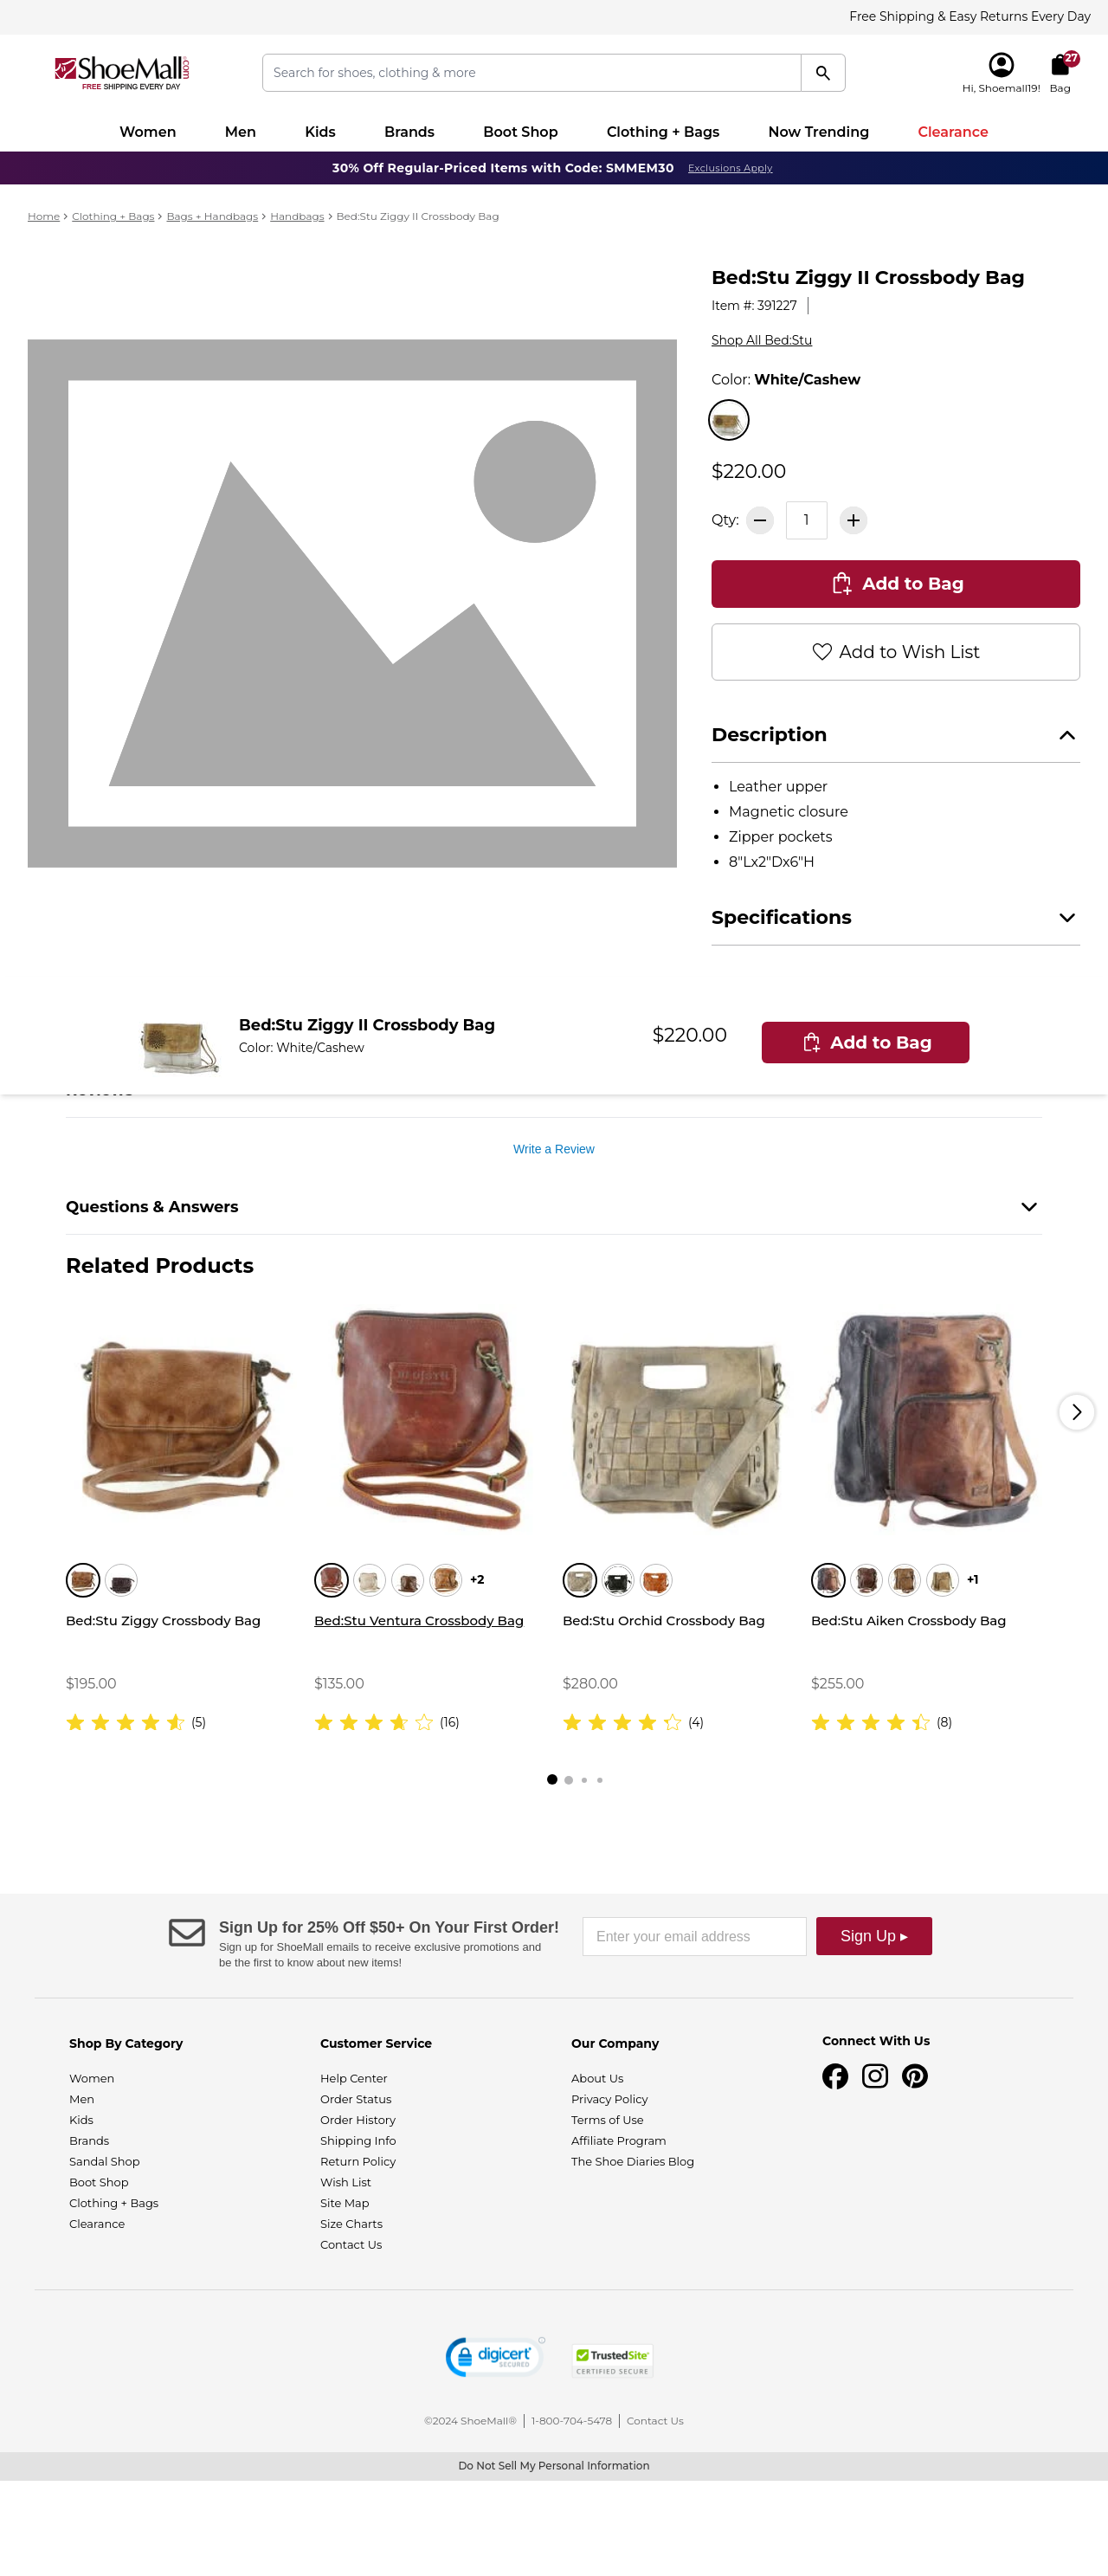 Free Shipping & Easy Returns Every Day
ShoeMall.com
FREE SHIPPING EVERY DAY
Search for shoes, clothing & more
27
Hi, Shoemall19!
Bag
Women
Men
Kids
Brands
Boot Shop
Clothing + Bags
Now Trending
Clearance
30% Off Regular-Priced Items with Code: SMMEM30 Exclusions Apply
Home > Clothing + Bags > Bags + Handbags > Handbags > Bed:Stu Ziggy II Crossbody Bag
Bed:Stu Ziggy II Crossbody Bag
Item #: 391227
Shop All Bed:Stu
Color: White/Cashew
$220.00
Qty: 1
Add to Bag
Add to Wish List
Description
• Leather upper
• Magnetic closure
• Zipper pockets
• 8"Lx2"Dx6"H
Specifications
Bed:Stu Ziggy II Crossbody Bag
Color: White/Cashew
$220.00
Add to Bag
Write a Review
Questions & Answers
Related Products
+2
+1
Bed:Stu Ziggy Crossbody Bag
Bed:Stu Ventura Crossbody Bag
Bed:Stu Orchid Crossbody Bag
Bed:Stu Aiken Crossbody Bag
$195.00
$135.00
$280.00
$255.00
(5)
(16)
(4)
(8)
Sign Up for 25% Off $50+ On Your First Order!
Sign up for ShoeMall emails to receive exclusive promotions and
be the first to know about new items!
Enter your email address
Sign Up ▸
Shop By Category
Women
Men
Kids
Brands
Sandal Shop
Boot Shop
Clothing + Bags
Clearance
Customer Service
Help Center
Order Status
Order History
Shipping Info
Return Policy
Wish List
Site Map
Size Charts
Contact Us
Our Company
About Us
Privacy Policy
Terms of Use
Affiliate Program
The Shoe Diaries Blog
Connect With Us
digicert
SECURED
TrustedSite
CERTIFIED SECURE
©2024 ShoeMall® | 1-800-704-5478 | Contact Us
Do Not Sell My Personal Information